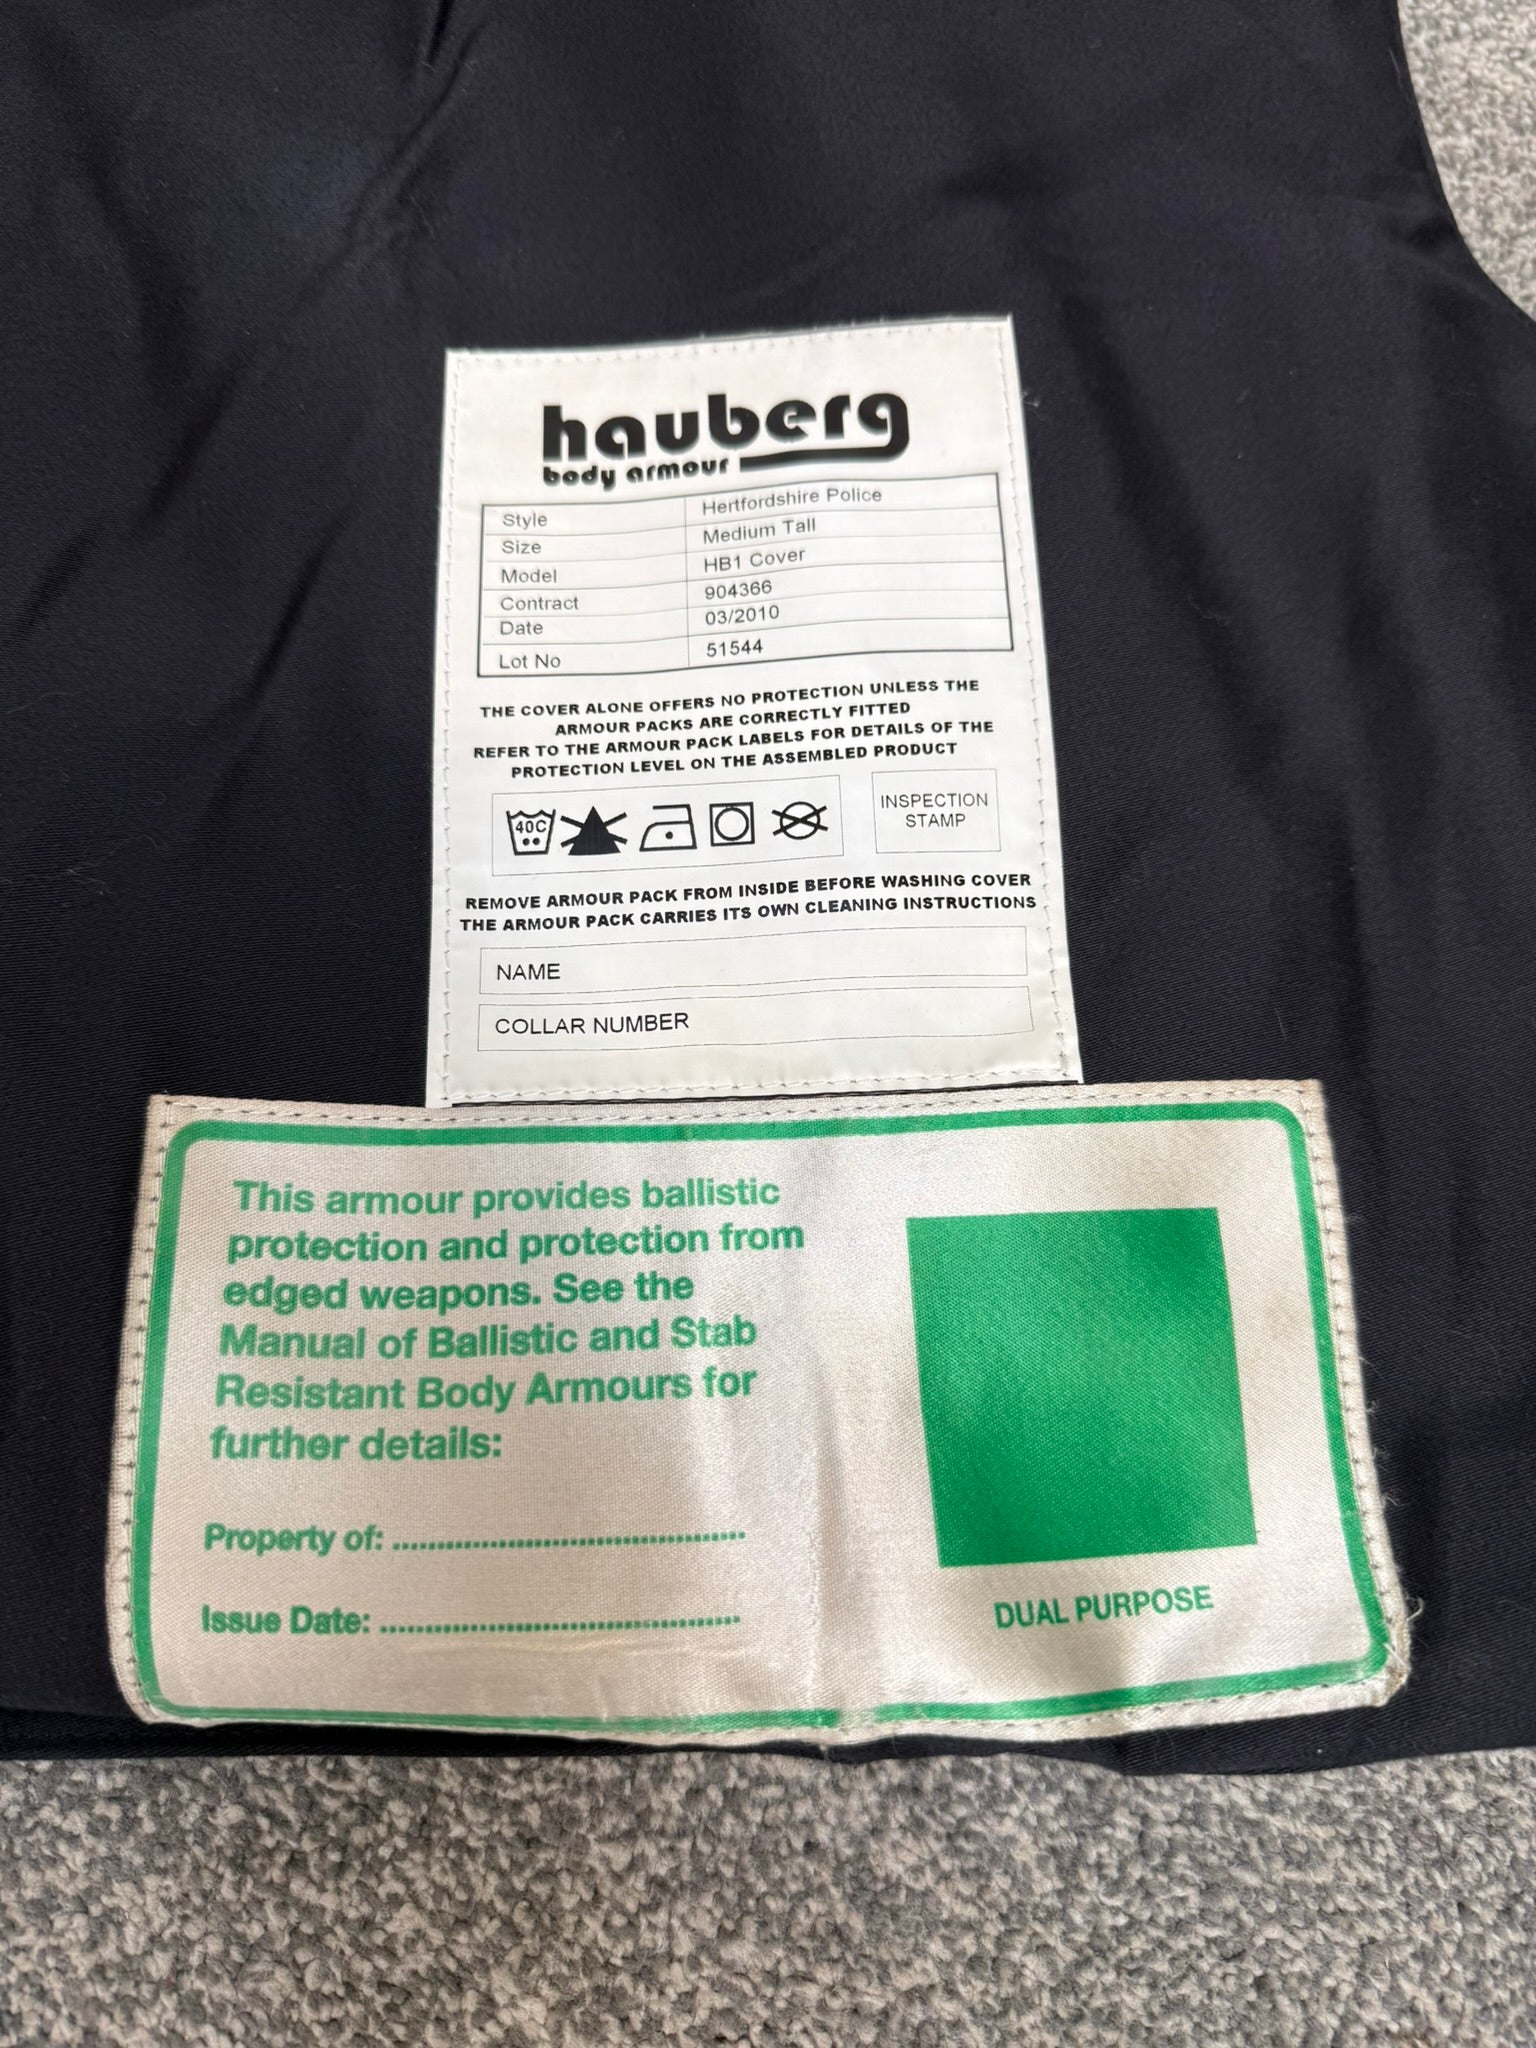 hauberg
body armour
Style Hertfordshire Police
Size Medium Tall
Model HB1 Cover
Contract 904366
Date 03/2010
Lot No 51544
THE COVER ALONE OFFERS NO PROTECTION UNLESS THE
ARMOUR PACKS ARE CORRECTLY FITTED
REFER TO THE ARMOUR PACK LABELS FOR DETAILS OF THE
PROTECTION LEVEL ON THE ASSEMBLED PRODUCT
40C
INSPECTION
STAMP
REMOVE ARMOUR PACK FROM INSIDE BEFORE WASHING COVER
THE ARMOUR PACK CARRIES ITS OWN CLEANING INSTRUCTIONS
NAME
COLLAR NUMBER
This armour provides ballistic
protection and protection from
edged weapons. See the
Manual of Ballistic and Stab
Resistant Body Armours for
further details:
Property of: ........................................
Issue Date: ........................................
DUAL PURPOSE